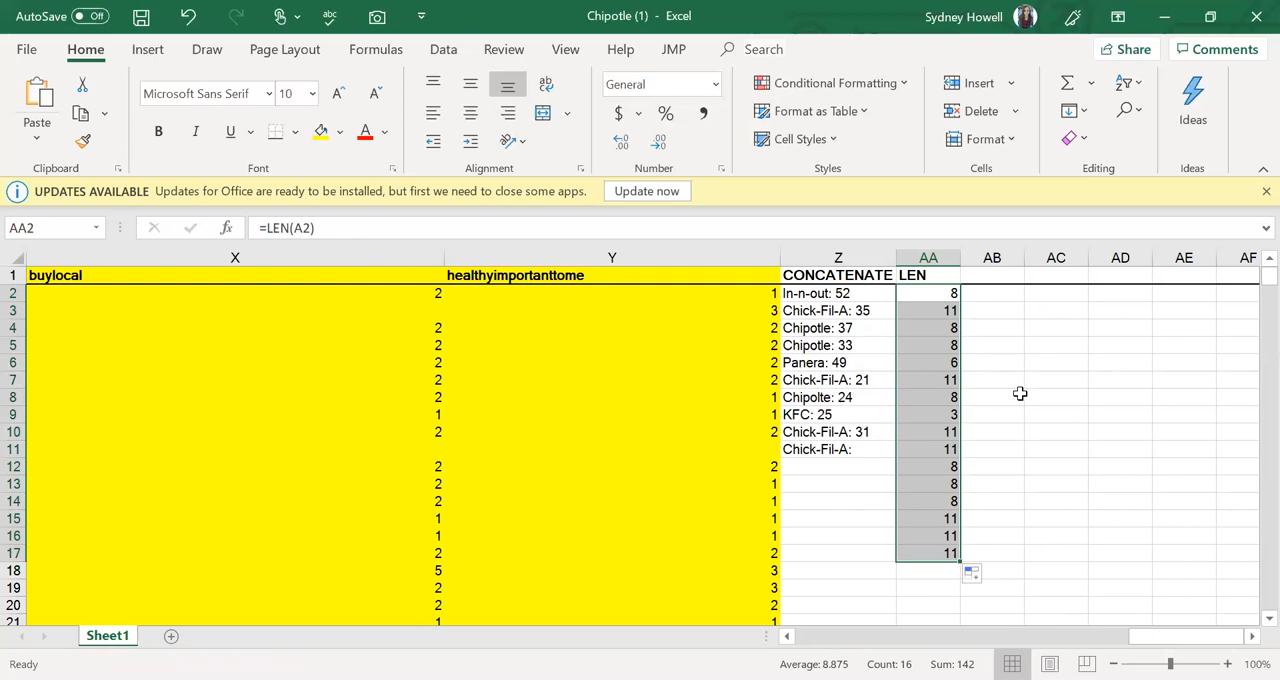 AutoSave Off abc Chipotle (1) - Excel Sydney Howell
File Home Insert Draw Page Layout Formulas Data Review View Help JMP Search Share Comments
Paste Microsoft Sans Serif 10 A A ab General Conditional Formatting Insert Ideas
B I U A $ % , Format as Table Delete
.00 .00 Cell Styles Format
Clipboard Font Alignment Number Styles Cells Editing Ideas
UPDATES AVAILABLE Updates for Office are ready to be installed, but first we need to close some apps. Update now
AA2 fx =LEN(A2)
X Y Z AA AB AC AD AE AF
1 buylocal healthyimportanttome CONCATENATE LEN
2 2 1 In-n-out: 52 8
3 3 Chick-Fil-A: 35 11
4 2 2 Chipotle: 37 8
5 2 2 Chipotle: 33 8
6 2 2 Panera: 49 6
7 2 2 Chick-Fil-A: 21 11
8 2 1 Chipolte: 24 8
9 1 1 KFC: 25 3
10 2 2 Chick-Fil-A: 31 11
11 Chick-Fil-A: 11
12 2 2 8
13 2 1 8
14 2 1 8
15 1 1 11
16 1 1 11
17 2 2 11
18 5 3
19 2 3
20 2 2
21 1 1
Sheet1
Ready Average: 8.875 Count: 16 Sum: 142 100%